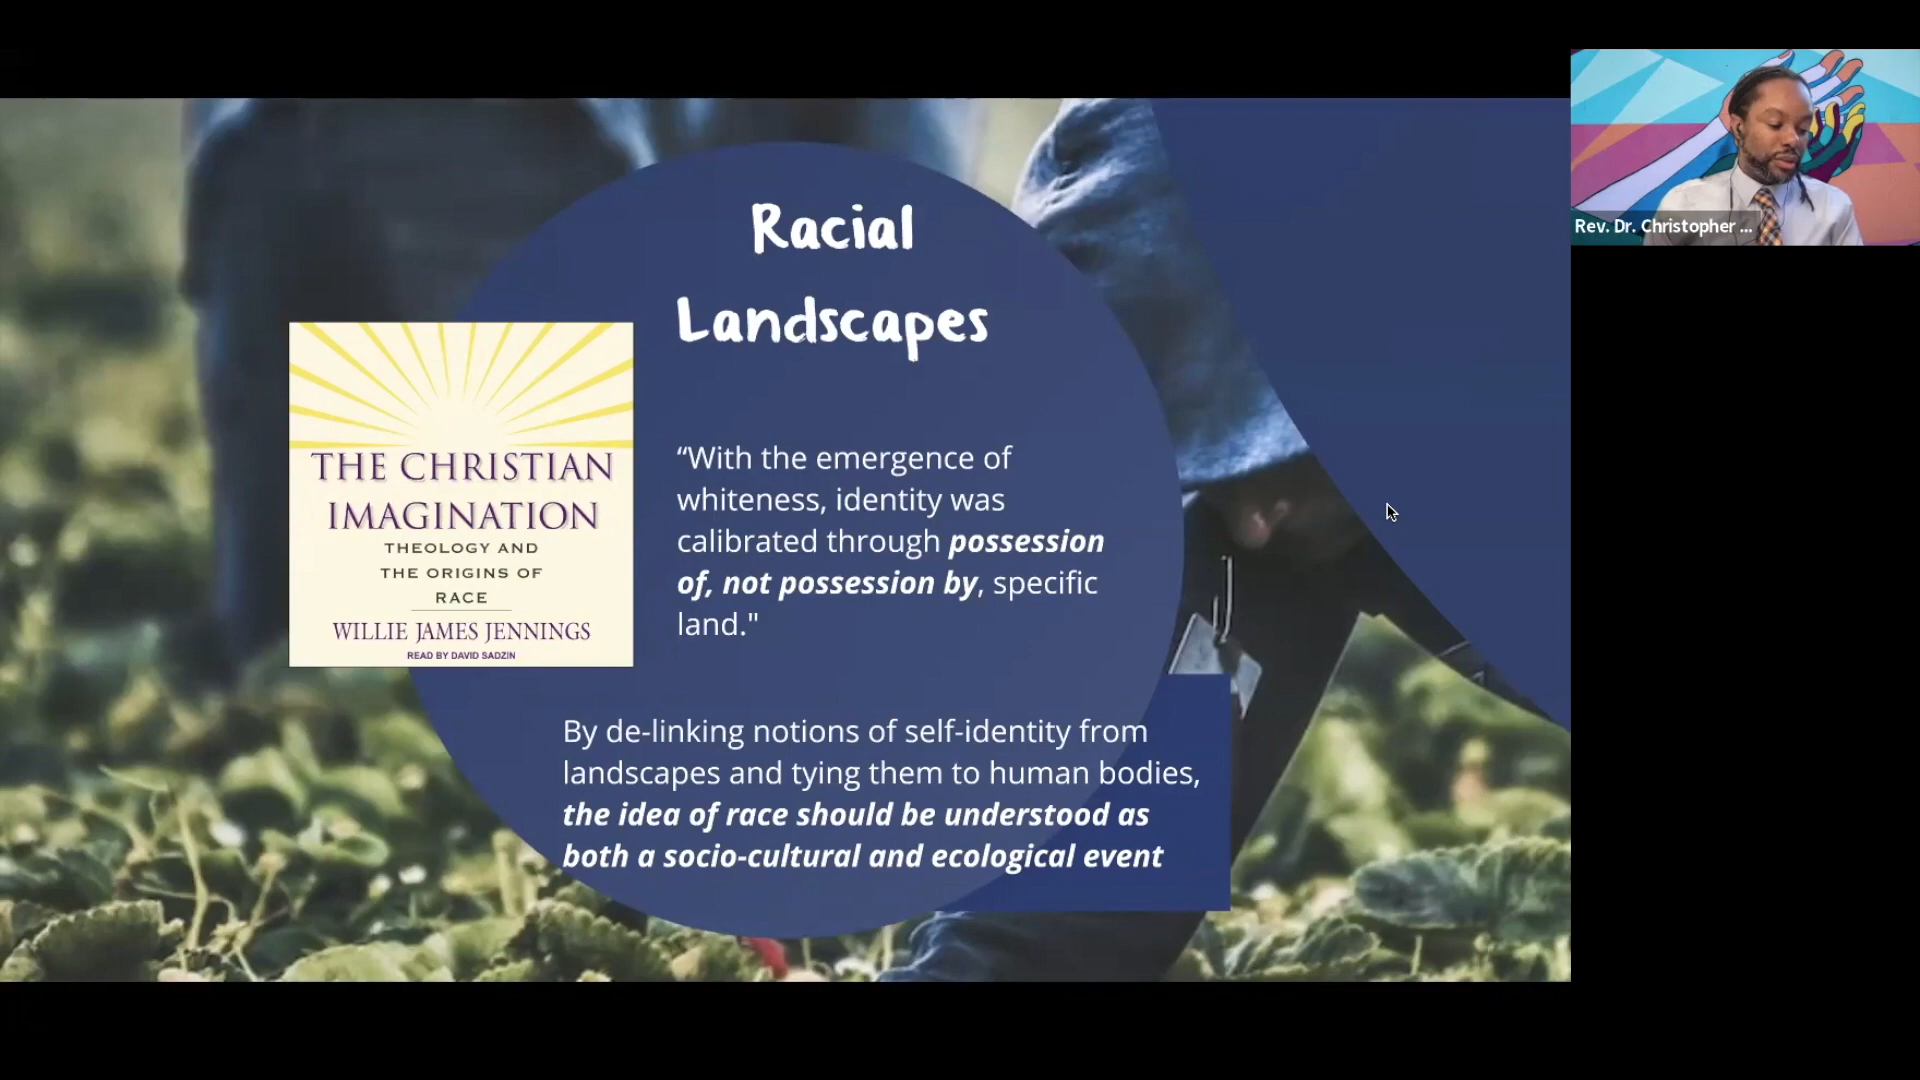 Racial
Landscapes
THE CHRISTIAN
IMAGINATION
THEOLOGY AND
THE ORIGINS OF
RACE
WILLIE JAMES JENNINGS
READ BY DAVID SADZIN
“With the emergence of
whiteness, identity was
calibrated through possession
of, not possession by, specific
land."
By de-linking notions of self-identity from
landscapes and tying them to human bodies,
the idea of race should be understood as
both a socio-cultural and ecological event
Rev. Dr. Christopher ...